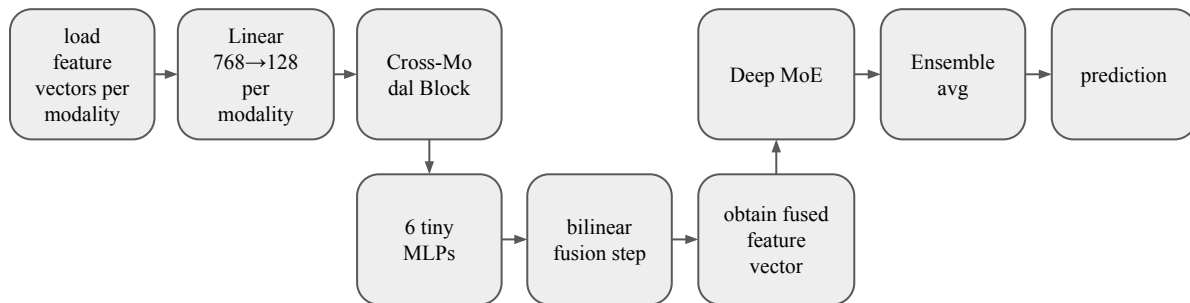 load
feature
vectors per
modality
Linear
768→128
per
modality
Cross-Mo
dal Block
6 tiny
MLPs
bilinear
fusion step
obtain fused
feature
vector
Deep MoE
Ensemble
avg
prediction